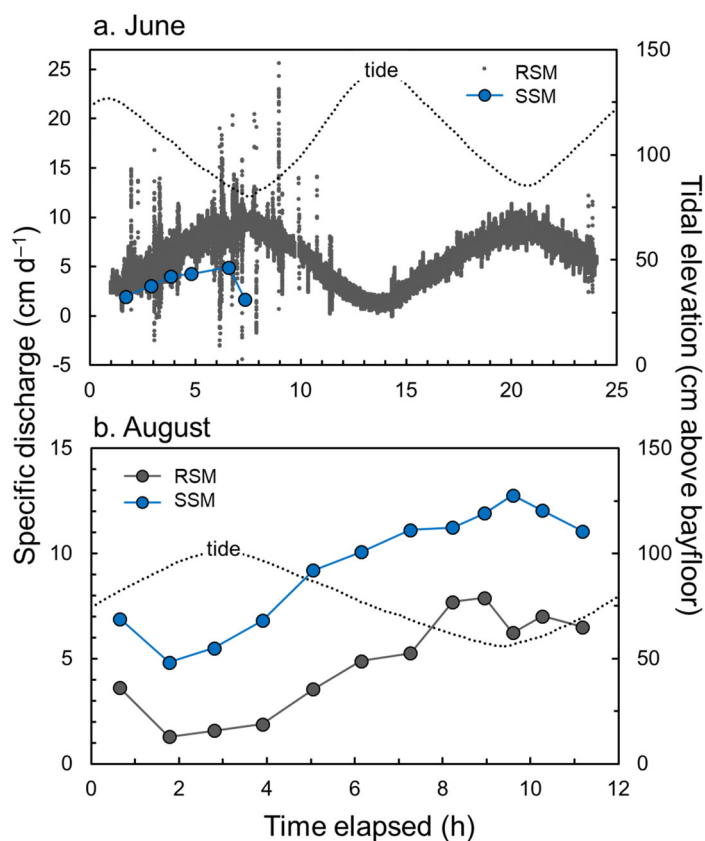 a. June
25
20
15
10
5
0
-5
tide
RSM
SSM
150
100
50
0
0
5
10
15
20
25
Specific discharge (cm d⁻¹)
Tidal elevation (cm above bayfloor)
b. August
15
10
5
0
RSM
SSM
tide
150
100
50
0
0
2
4
6
8
10
12
Time elapsed (h)